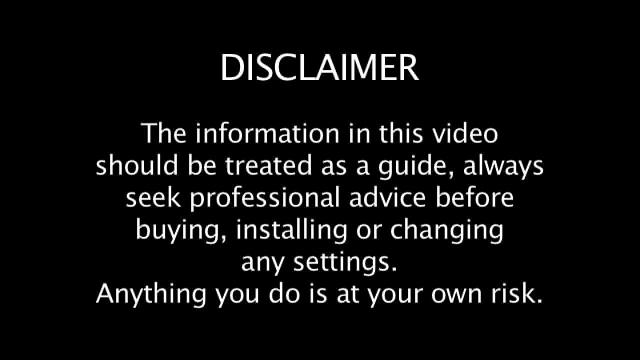 DISCLAIMER
The information in this video
should be treated as a guide, always
seek professional advice before
buying, installing or changing
any settings.
Anything you do is at your own risk.